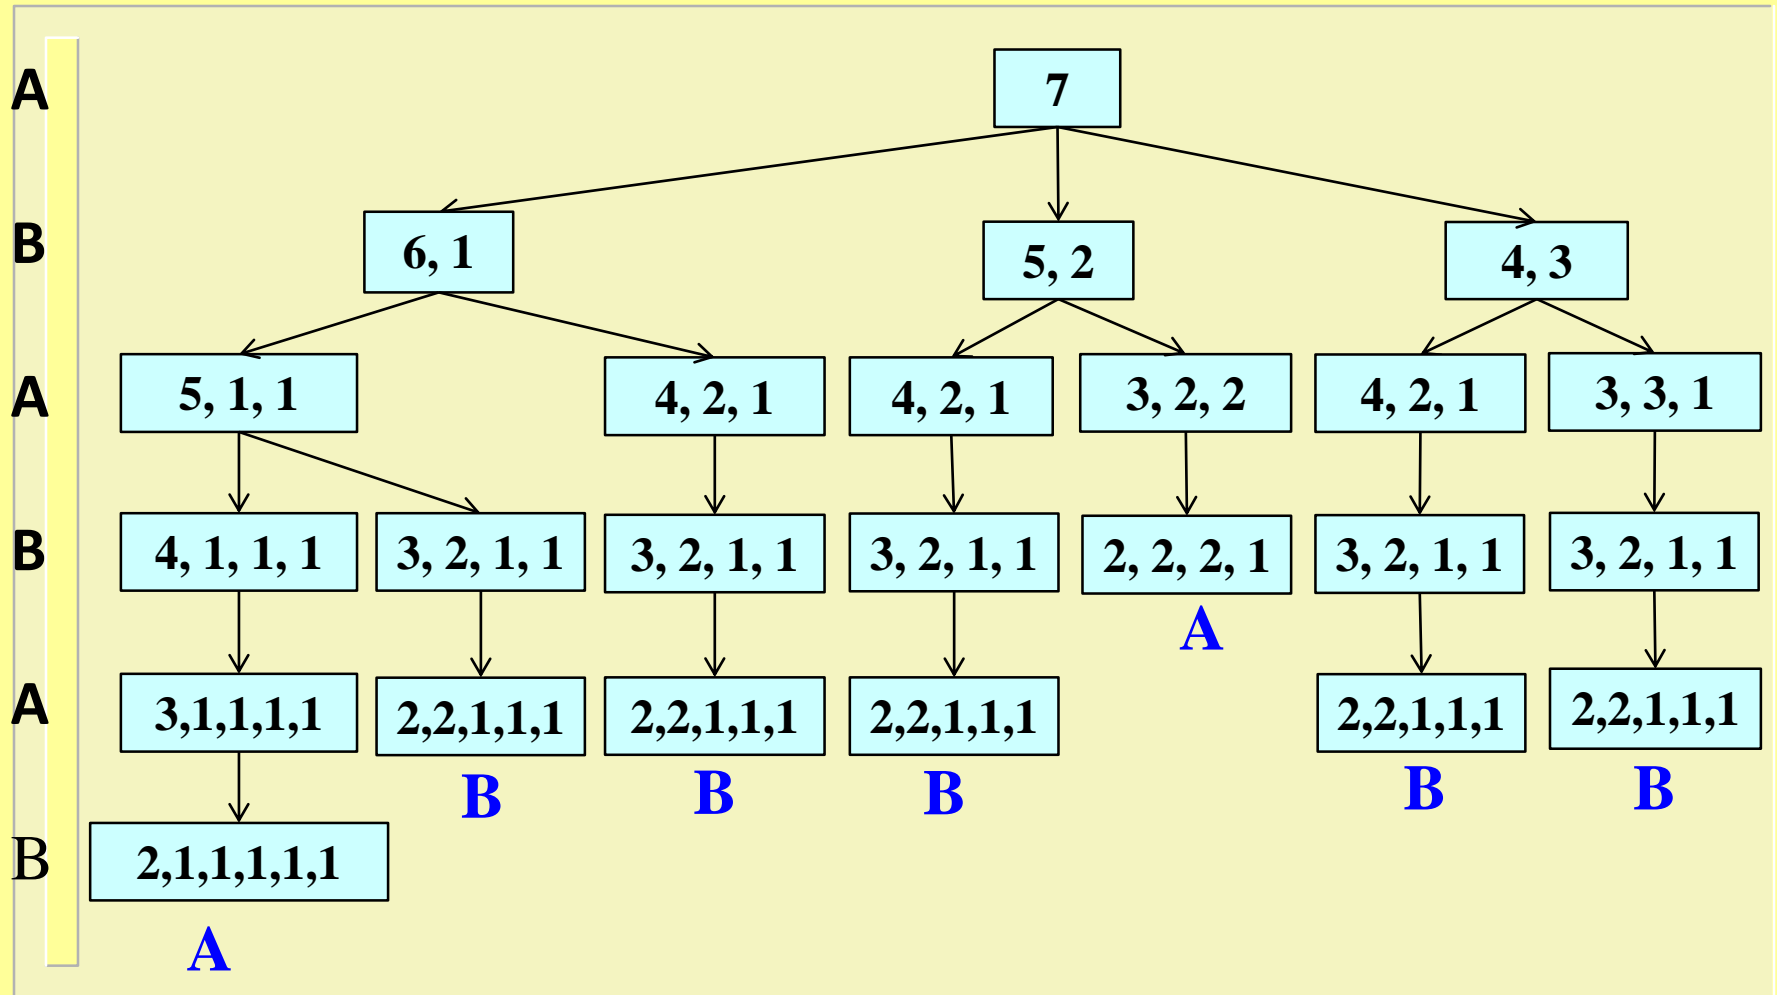 A 7
B 6, 1 5, 2 4, 3
A 5, 1, 1 4, 2, 1 4, 2, 1 3, 2, 2 4, 2, 1 3, 3, 1
B 4, 1, 1, 1 3, 2, 1, 1 3, 2, 1, 1 3, 2, 1, 1 2, 2, 2, 1 3, 2, 1, 1 3, 2, 1, 1
A
A 3,1,1,1,1 2,2,1,1,1 2,2,1,1,1 2,2,1,1,1 2,2,1,1,1 2,2,1,1,1
B B B B B
B 2,1,1,1,1,1
A